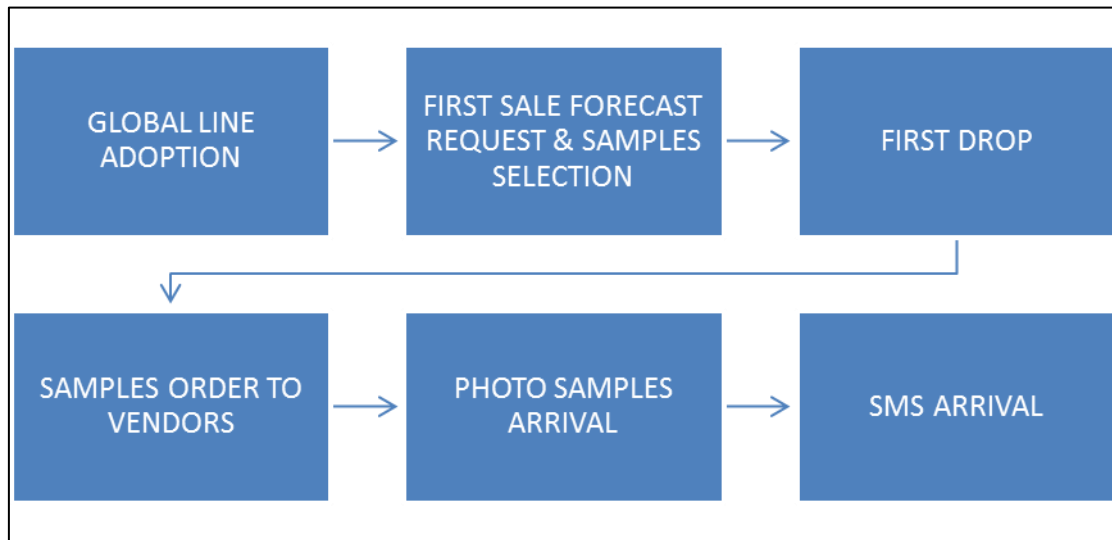 GLOBAL LINE
ADOPTION
FIRST SALE FORECAST
REQUEST & SAMPLES
SELECTION
FIRST DROP
SAMPLES ORDER TO
VENDORS
PHOTO SAMPLES
ARRIVAL
SMS ARRIVAL